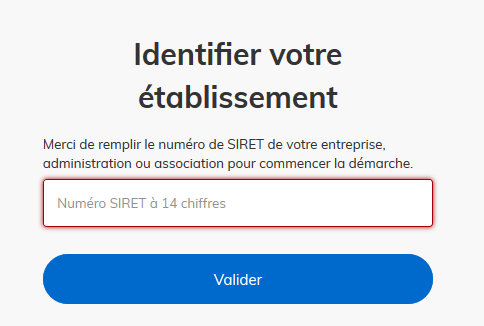 Identifier votre
établissement
Merci de remplir le numéro de SIRET de votre entreprise,
administration ou association pour commencer la démarche.
Numéro SIRET à 14 chiffres
Valider